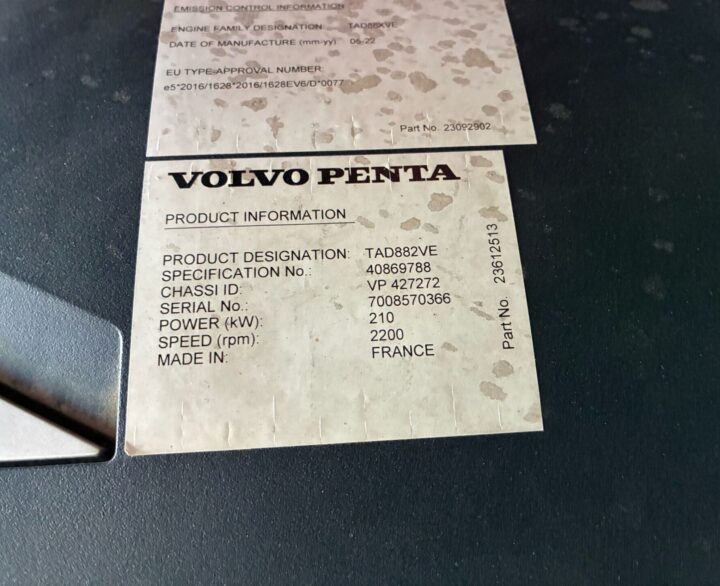 EMISSION CONTROL INFORMATION
ENGINE FAMILY DESIGNATION: TAD88XVE
DATE OF MANUFACTURE (mm-yy): 05-22
EU TYPE-APPROVAL NUMBER:
e5*2016/1628*2016/1628EV6/D*0077
Part No. 23092902
VOLVO PENTA
PRODUCT INFORMATION
PRODUCT DESIGNATION: TAD882VE
SPECIFICATION No.: 40869788
CHASSI ID: VP 427272
SERIAL No.: 7008570366
POWER (kW): 210
SPEED (rpm): 2200
MADE IN: FRANCE
Part No. 23612513